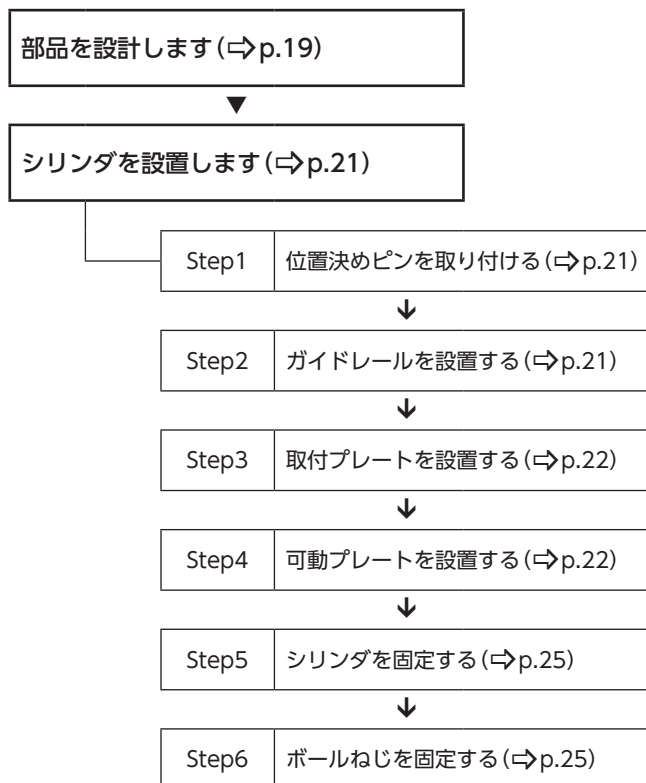 部品を設計します(⇨p.19)
▼
シリンダを設置します(⇨p.21)
Step1 位置決めピンを取り付ける(⇨p.21)
↓
Step2 ガイドレールを設置する(⇨p.21)
↓
Step3 取付プレートを設置する(⇨p.22)
↓
Step4 可動プレートを設置する(⇨p.22)
↓
Step5 シリンダを固定する(⇨p.25)
↓
Step6 ボールねじを固定する(⇨p.25)